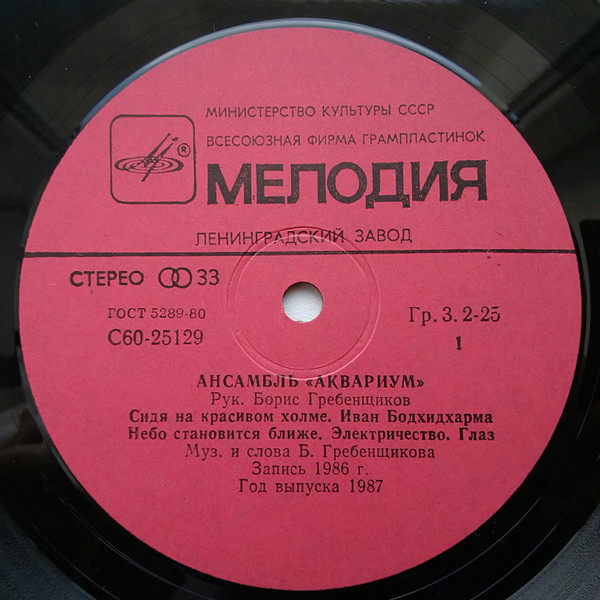 МИНИСТЕРСТВО КУЛЬТУРЫ СССР
ВСЕСОЮЗНАЯ ФИРМА ГРАМПЛАСТИНОК
®
МЕЛОДИЯ
ЛЕНИНГРАДСКИЙ ЗАВОД
СТЕРЕО 33
ГОСТ 5289-80
Гр. 3. 2-25
С60-25129
1
АНСАМБЛЬ «АКВАРИУМ»
Рук. Борис Гребенщиков
Сидя на красивом холме. Иван Бодхидхарма
Небо становится ближе. Электричество. Глаз
Муз. и слова Б. Гребенщикова
Запись 1986 г.
Год выпуска 1987